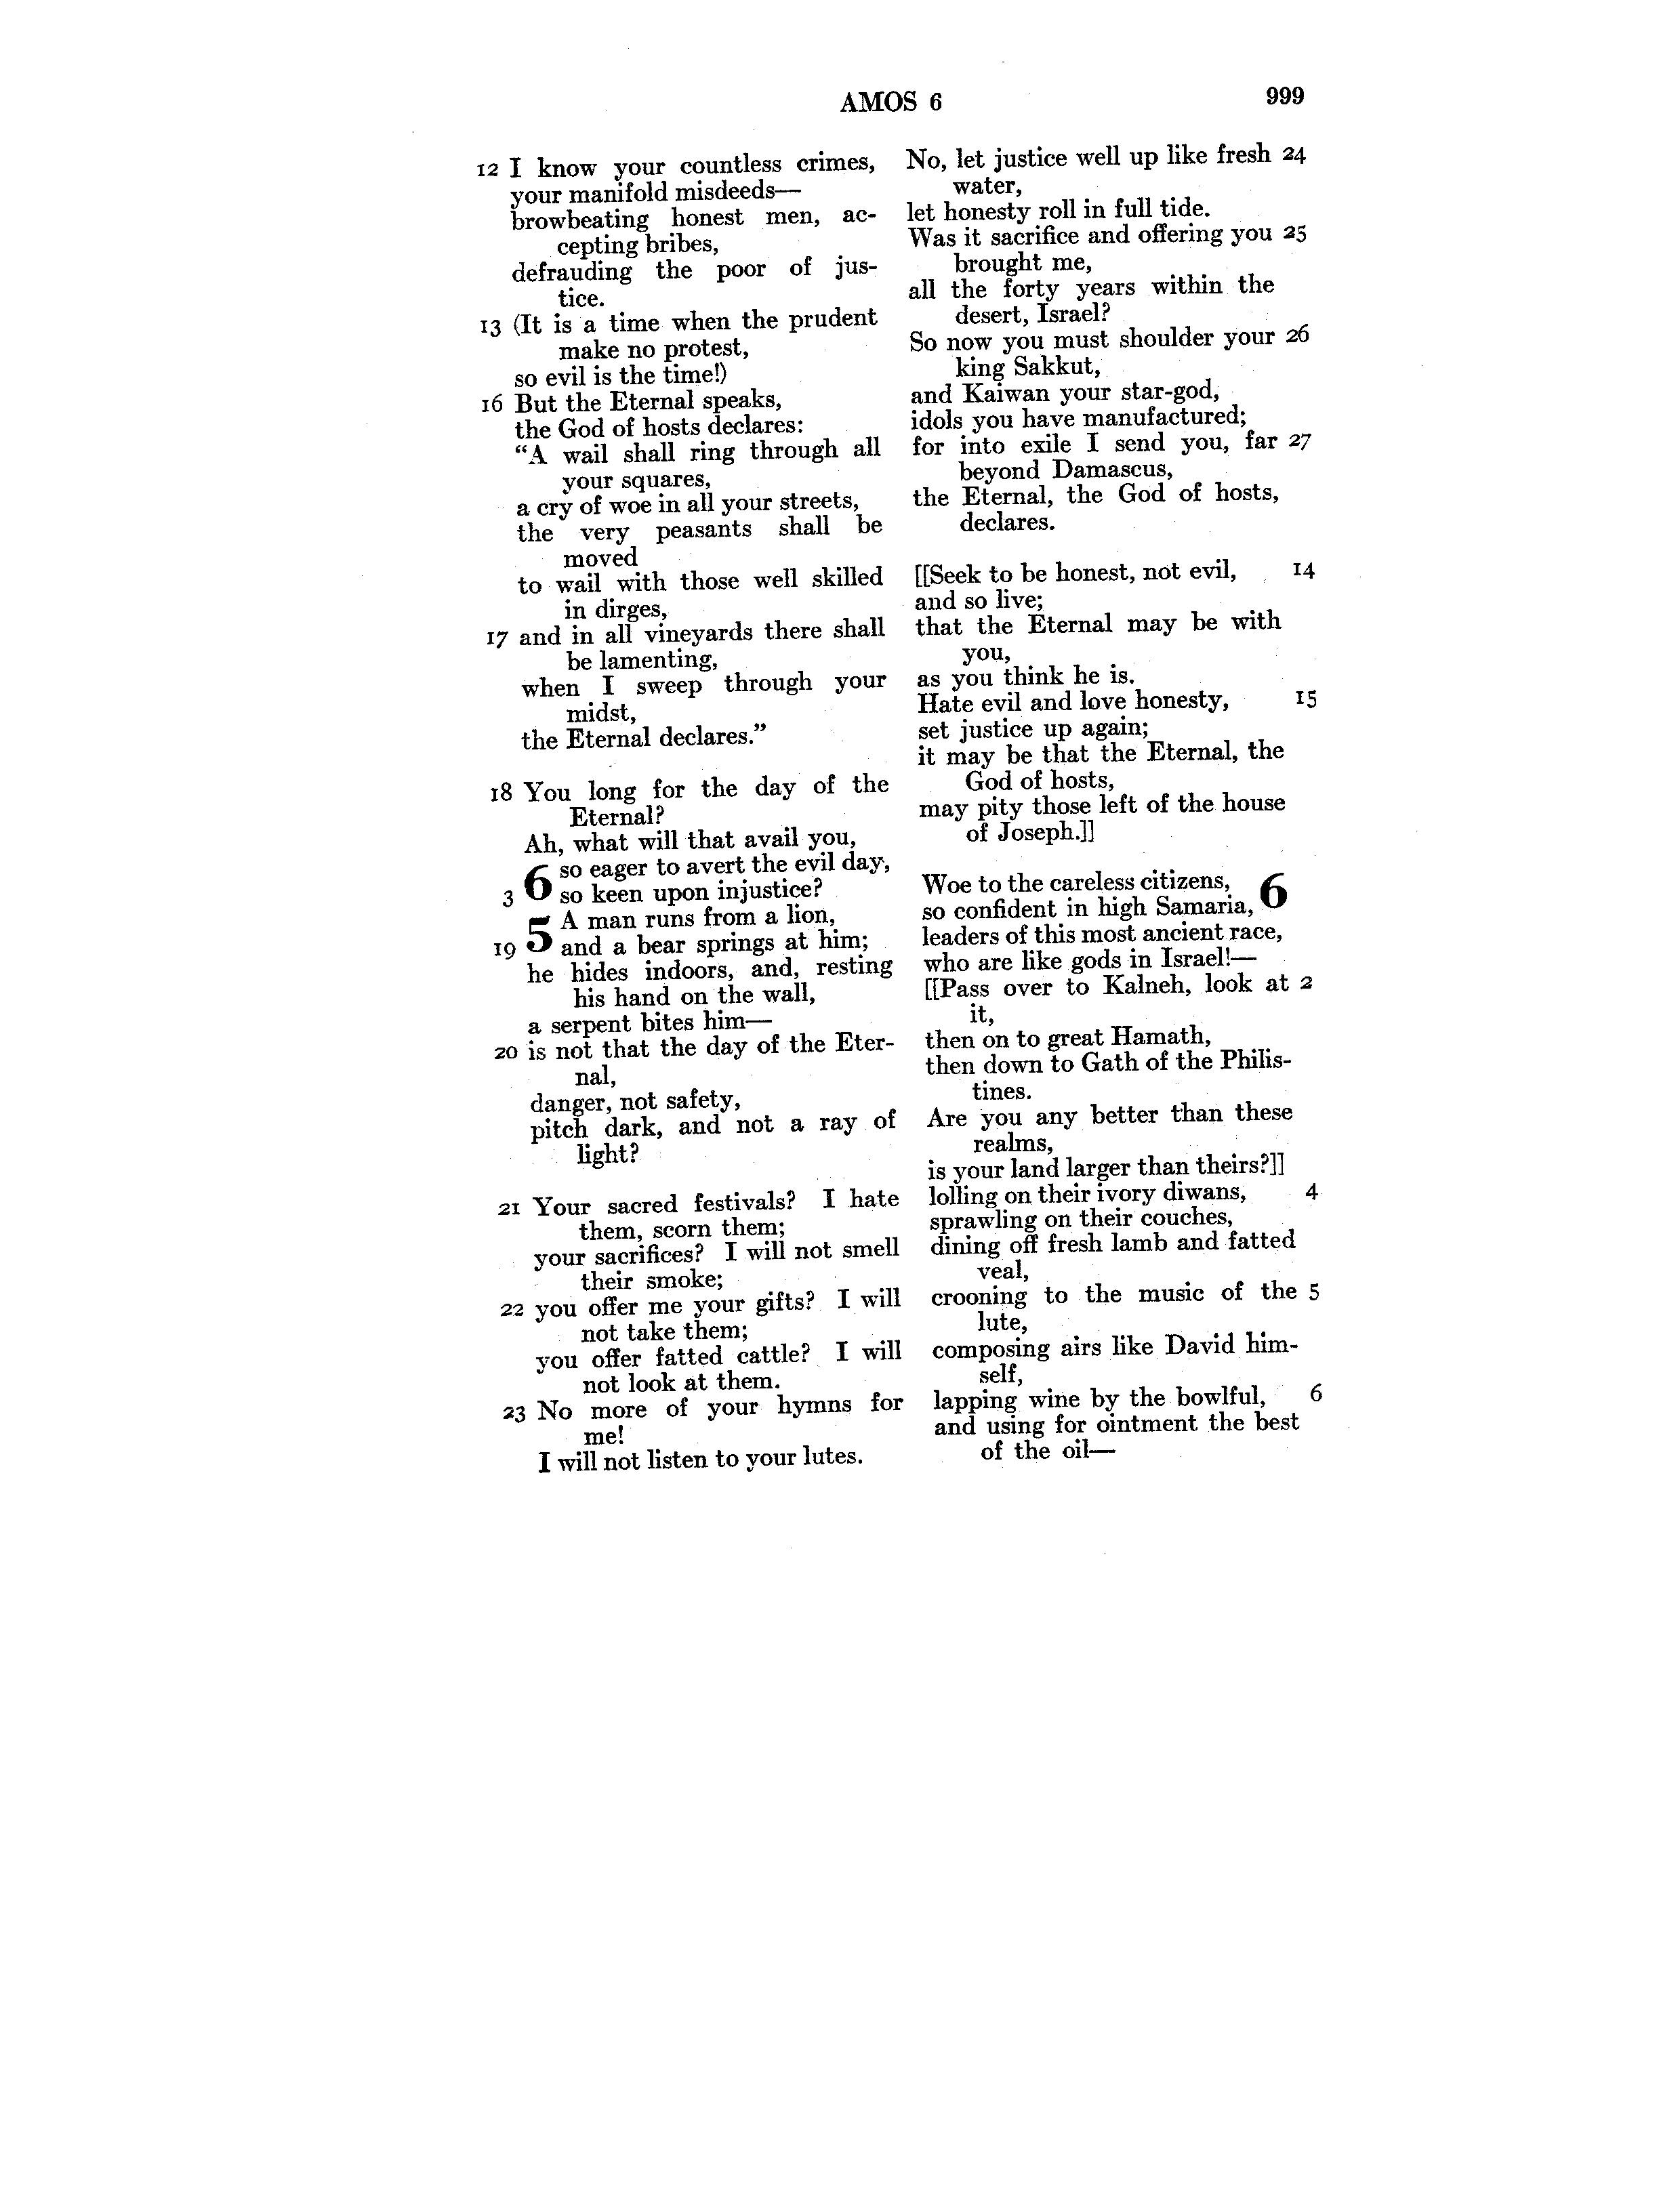 AMOS 6 999
12 I know your countless crimes,
your manifold misdeeds—
browbeating honest men, ac-
cepting bribes,
defrauding the poor of jus-
tice.
13 (It is a time when the prudent
make no protest,
so evil is the time!)
16 But the Eternal speaks,
the God of hosts declares:
“A wail shall ring through all
your squares,
a cry of woe in all your streets,
the very peasants shall be
moved
to wail with those well skilled
in dirges,
17 and in all vineyards there shall
be lamenting,
when I sweep through your
midst,
the Eternal declares.”
18 You long for the day of the
Eternal?
Ah, what will that avail you,
6 so eager to avert the evil day,
3 so keen upon injustice?
5 A man runs from a lion,
19 and a bear springs at him;
he hides indoors, and, resting
his hand on the wall,
a serpent bites him—
20 is not that the day of the Eter-
nal,
danger, not safety,
pitch dark, and not a ray of
light?
21 Your sacred festivals? I hate
them, scorn them;
your sacrifices? I will not smell
their smoke;
22 you offer me your gifts? I will
not take them;
you offer fatted cattle? I will
not look at them.
23 No more of your hymns for
me!
I will not listen to your lutes.
No, let justice well up like fresh 24
water,
let honesty roll in full tide.
Was it sacrifice and offering you 25
brought me,
all the forty years within the
desert, Israel?
So now you must shoulder your 26
king Sakkut,
and Kaiwan your star-god,
idols you have manufactured;
for into exile I send you, far 27
beyond Damascus,
the Eternal, the God of hosts,
declares.
[[Seek to be honest, not evil, 14
and so live;
that the Eternal may be with
you,
as you think he is.
Hate evil and love honesty, 15
set justice up again;
it may be that the Eternal, the
God of hosts,
may pity those left of the house
of Joseph.]]
Woe to the careless citizens, 6
so confident in high Samaria,
leaders of this most ancient race,
who are like gods in Israel!—
[[Pass over to Kalneh, look at 2
it,
then on to great Hamath,
then down to Gath of the Philis-
tines.
Are you any better than these
realms,
is your land larger than theirs?]]
lolling on their ivory diwans, 4
sprawling on their couches,
dining off fresh lamb and fatted
veal,
crooning to the music of the 5
lute,
composing airs like David him-
self,
lapping wine by the bowlful, 6
and using for ointment the best
of the oil—